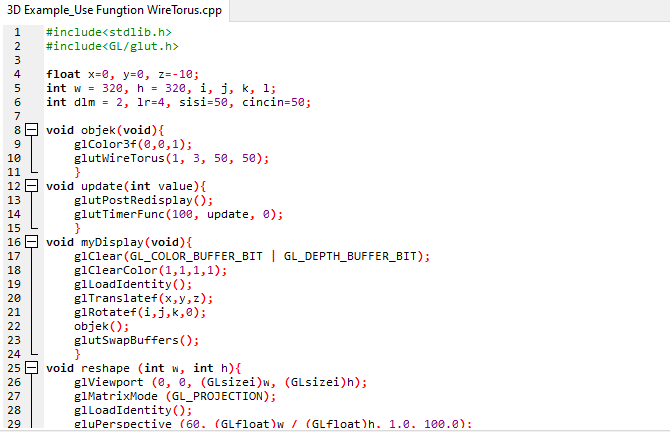 3D Example_Use Fungtion WireTorus.cpp
1 #include<stdlib.h>
2 #include<GL/glut.h>
3
4 float x=0, y=0, z=-10;
5 int w = 320, h = 320, i, j, k, l;
6 int dlm = 2, lr=4, sisi=50, cincin=50;
7
8 void objek(void){
9 glColor3f(0,0,1);
10 glutWireTorus(1, 3, 50, 50);
11 }
12 void update(int value){
13 glutPostRedisplay();
14 glutTimerFunc(100, update, 0);
15 }
16 void myDisplay(void){
17 glClear(GL_COLOR_BUFFER_BIT | GL_DEPTH_BUFFER_BIT);
18 glClearColor(1,1,1,1);
19 glLoadIdentity();
20 glTranslatef(x,y,z);
21 glRotatef(i,j,k,0);
22 objek();
23 glutSwapBuffers();
24 }
25 void reshape (int w, int h){
26 glViewport (0, 0, (GLsizei)w, (GLsizei)h);
27 glMatrixMode (GL_PROJECTION);
28 glLoadIdentity();
29 gluPerspective (60, (GLfloat)w / (GLfloat)h, 1.0, 100.0);